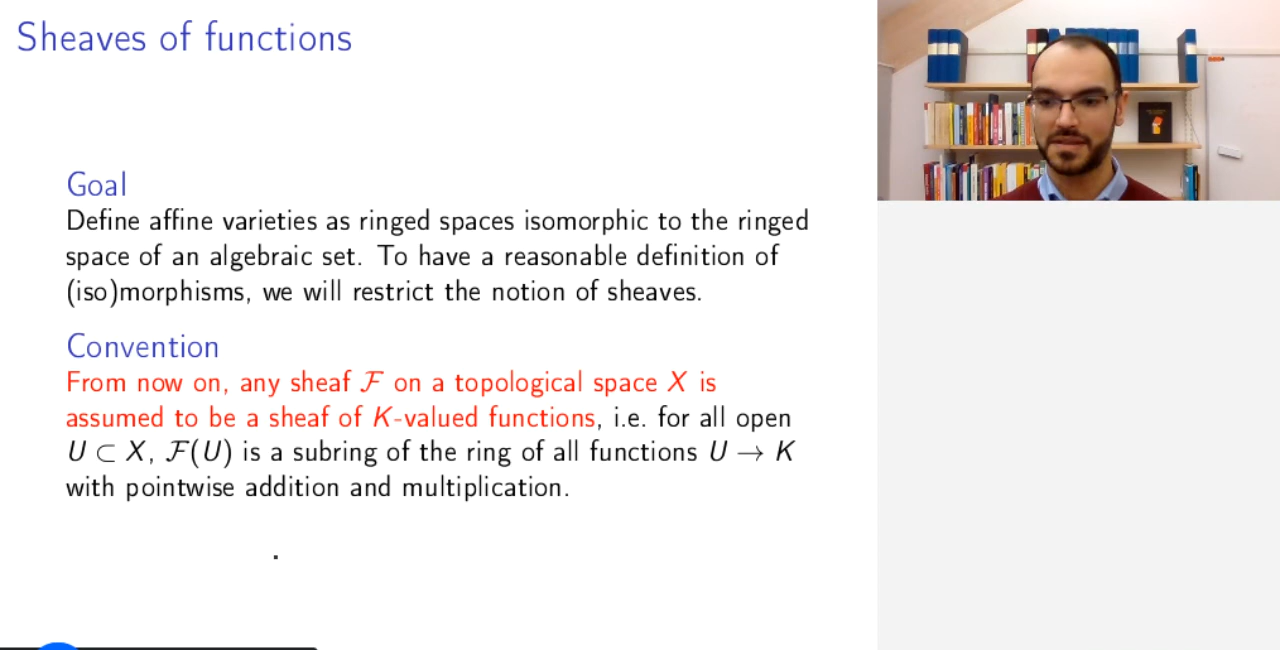 Sheaves of functions
Goal
Define affine varieties as ringed spaces isomorphic to the ringed
space of an algebraic set. To have a reasonable definition of
(iso)morphisms, we will restrict the notion of sheaves.
Convention
From now on, any sheaf ℱ on a topological space X is
assumed to be a sheaf of K-valued functions, i.e. for all open
U ⊂ X, ℱ(U) is a subring of the ring of all functions U → K
with pointwise addition and multiplication.